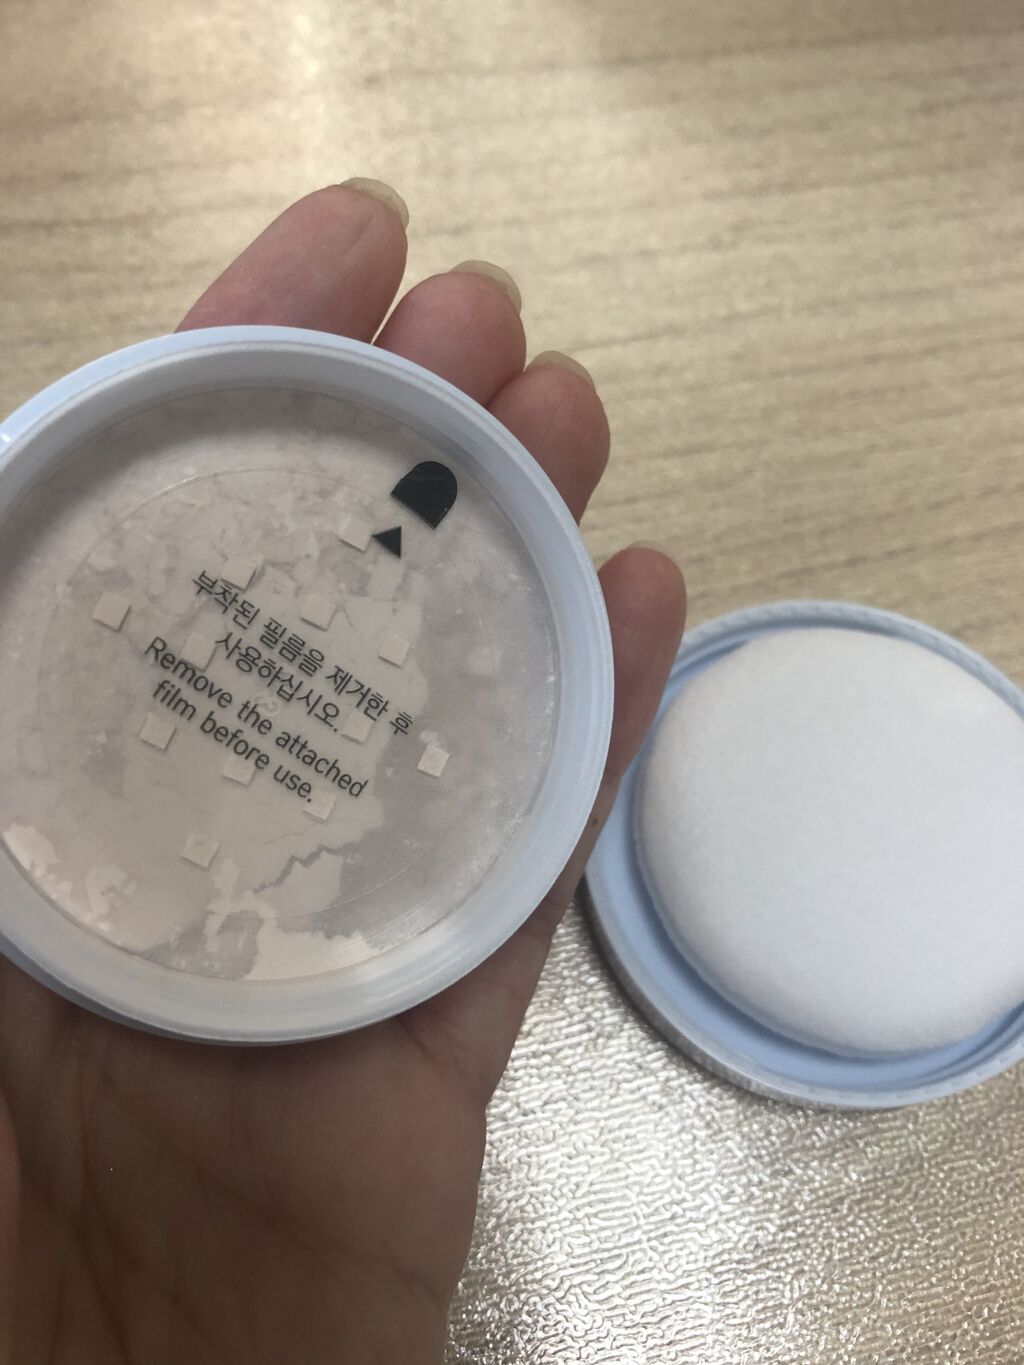 부착된 필름을 제거한 후
사용하십시오.
Remove the attached
film before use.